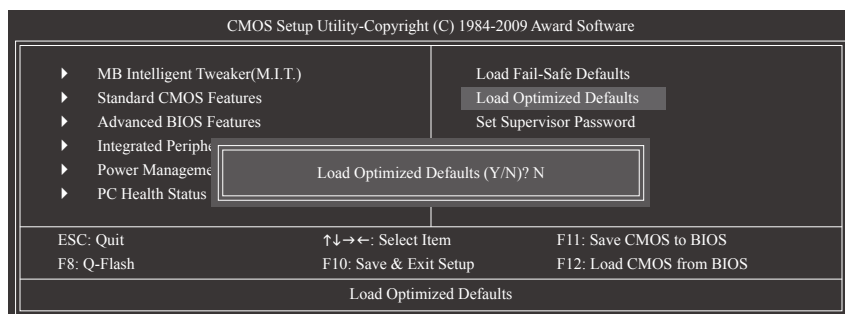 CMOS Setup Utility-Copyright (C) 1984-2009 Award Software
MB Intelligent Tweaker(M.I.T.)
Standard CMOS Features
Advanced BIOS Features
Integrated Periphe
Power Manageme
PC Health Status
Load Fail-Safe Defaults
Load Optimized Defaults
Set Supervisor Password
Load Optimized Defaults (Y/N)? N
ESC: Quit ↑↓→←: Select Item F11: Save CMOS to BIOS
F8: Q-Flash F10: Save & Exit Setup F12: Load CMOS from BIOS
Load Optimized Defaults